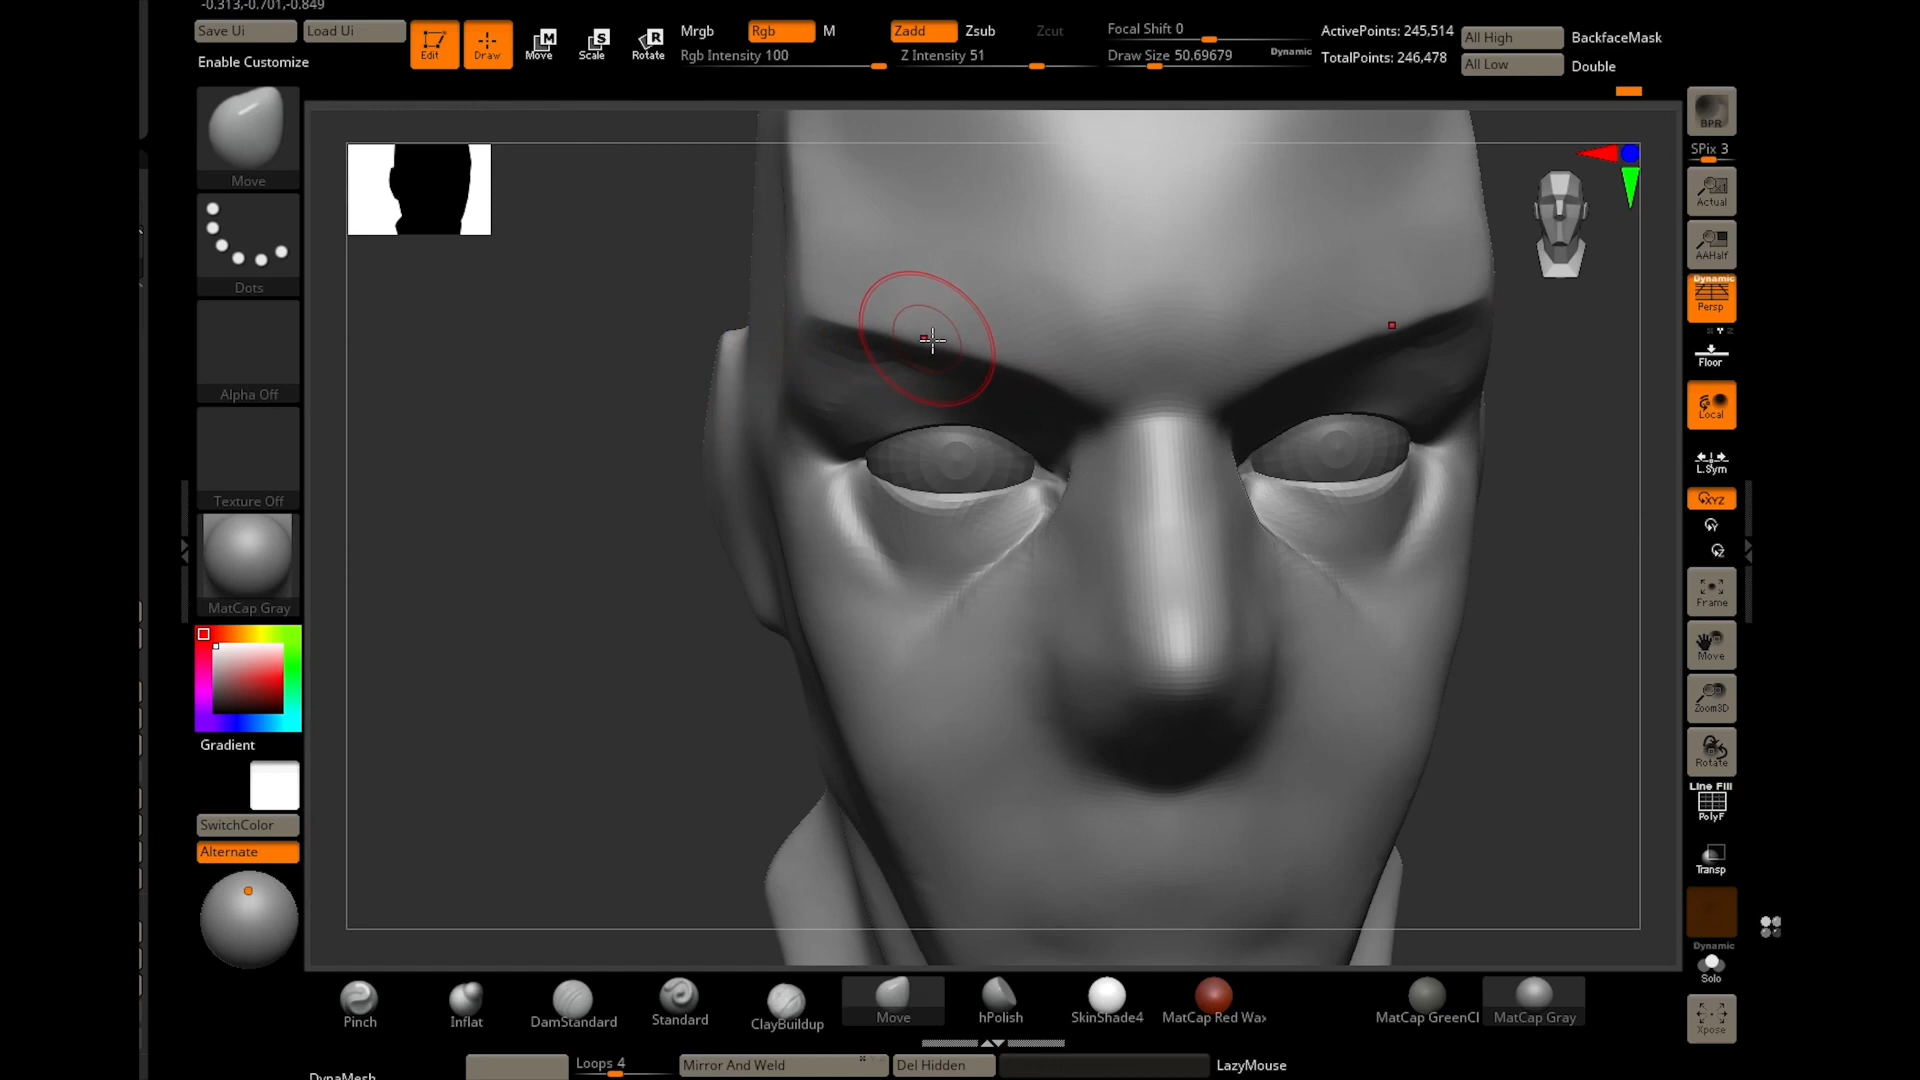 -0.313,-0.701,-0.849
Save Ui
Load Ui
Enable Customize
Edit
Draw
Move
Scale
Rotate
M
S
R
Mrgb
Rgb
M
Rgb Intensity 100
Zadd
Zsub
Zcut
Z Intensity 51
Focal Shift 0
Draw Size 50.69679
Dynamic
ActivePoints: 245,514
TotalPoints: 246,478
All High
All Low
BackfaceMask
Double
Move
Dots
Alpha Off
Texture Off
MatCap Gray
Gradient
SwitchColor
Alternate
BPR
SPix 3
Actual
AAHalf
Dynamic
Persp
Floor
Local
L.Sym
XYZ
Y
Z
Frame
Move
Zoom3D
Rotate
Line Fill
PolyF
Transp
Dynamic
Solo
Xpose
Pinch
Inflat
DamStandard
Standard
ClayBuildup
Move
hPolish
SkinShade4
MatCap Red Wax
MatCap GreenCl
MatCap Gray
DynaMesh
Loops 4
Mirror And Weld
Del Hidden
LazyMouse